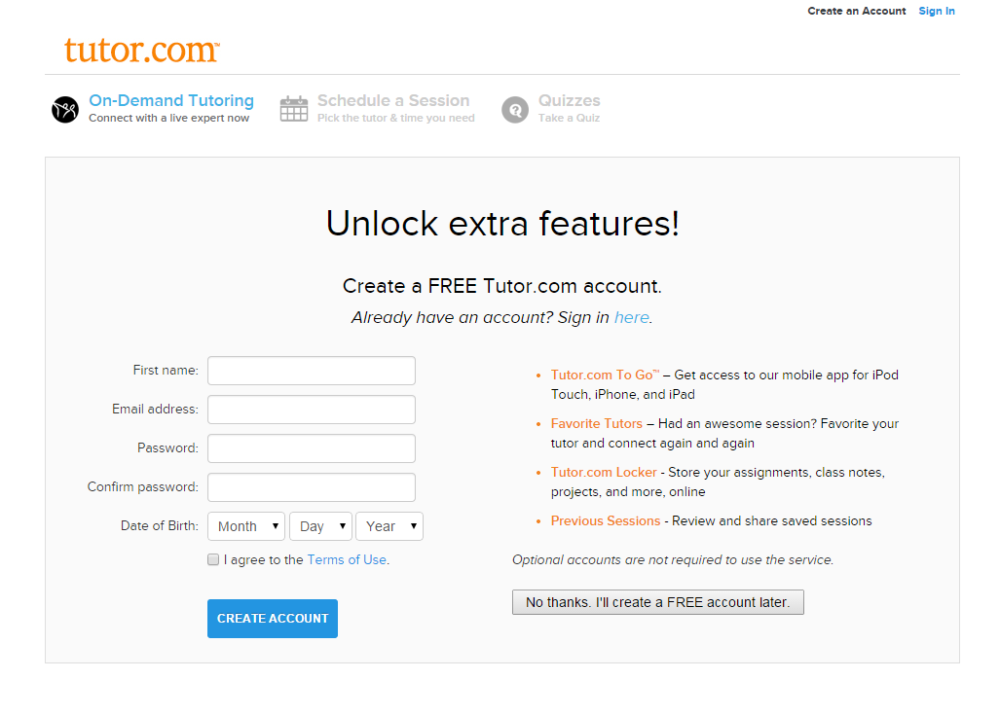 Create an Account Sign In
tutor.com™
On-Demand Tutoring
Connect with a live expert now
Schedule a Session
Pick the tutor & time you need
Quizzes
Take a Quiz
Unlock extra features!
Create a FREE Tutor.com account.
Already have an account? Sign in here.
First name:
Email address:
Password:
Confirm password:
Date of Birth: Month Day Year
I agree to the Terms of Use.
CREATE ACCOUNT
• Tutor.com To Go™ – Get access to our mobile app for iPod
Touch, iPhone, and iPad
• Favorite Tutors – Had an awesome session? Favorite your
tutor and connect again and again
• Tutor.com Locker - Store your assignments, class notes,
projects, and more, online
• Previous Sessions - Review and share saved sessions
Optional accounts are not required to use the service.
No thanks. I'll create a FREE account later.